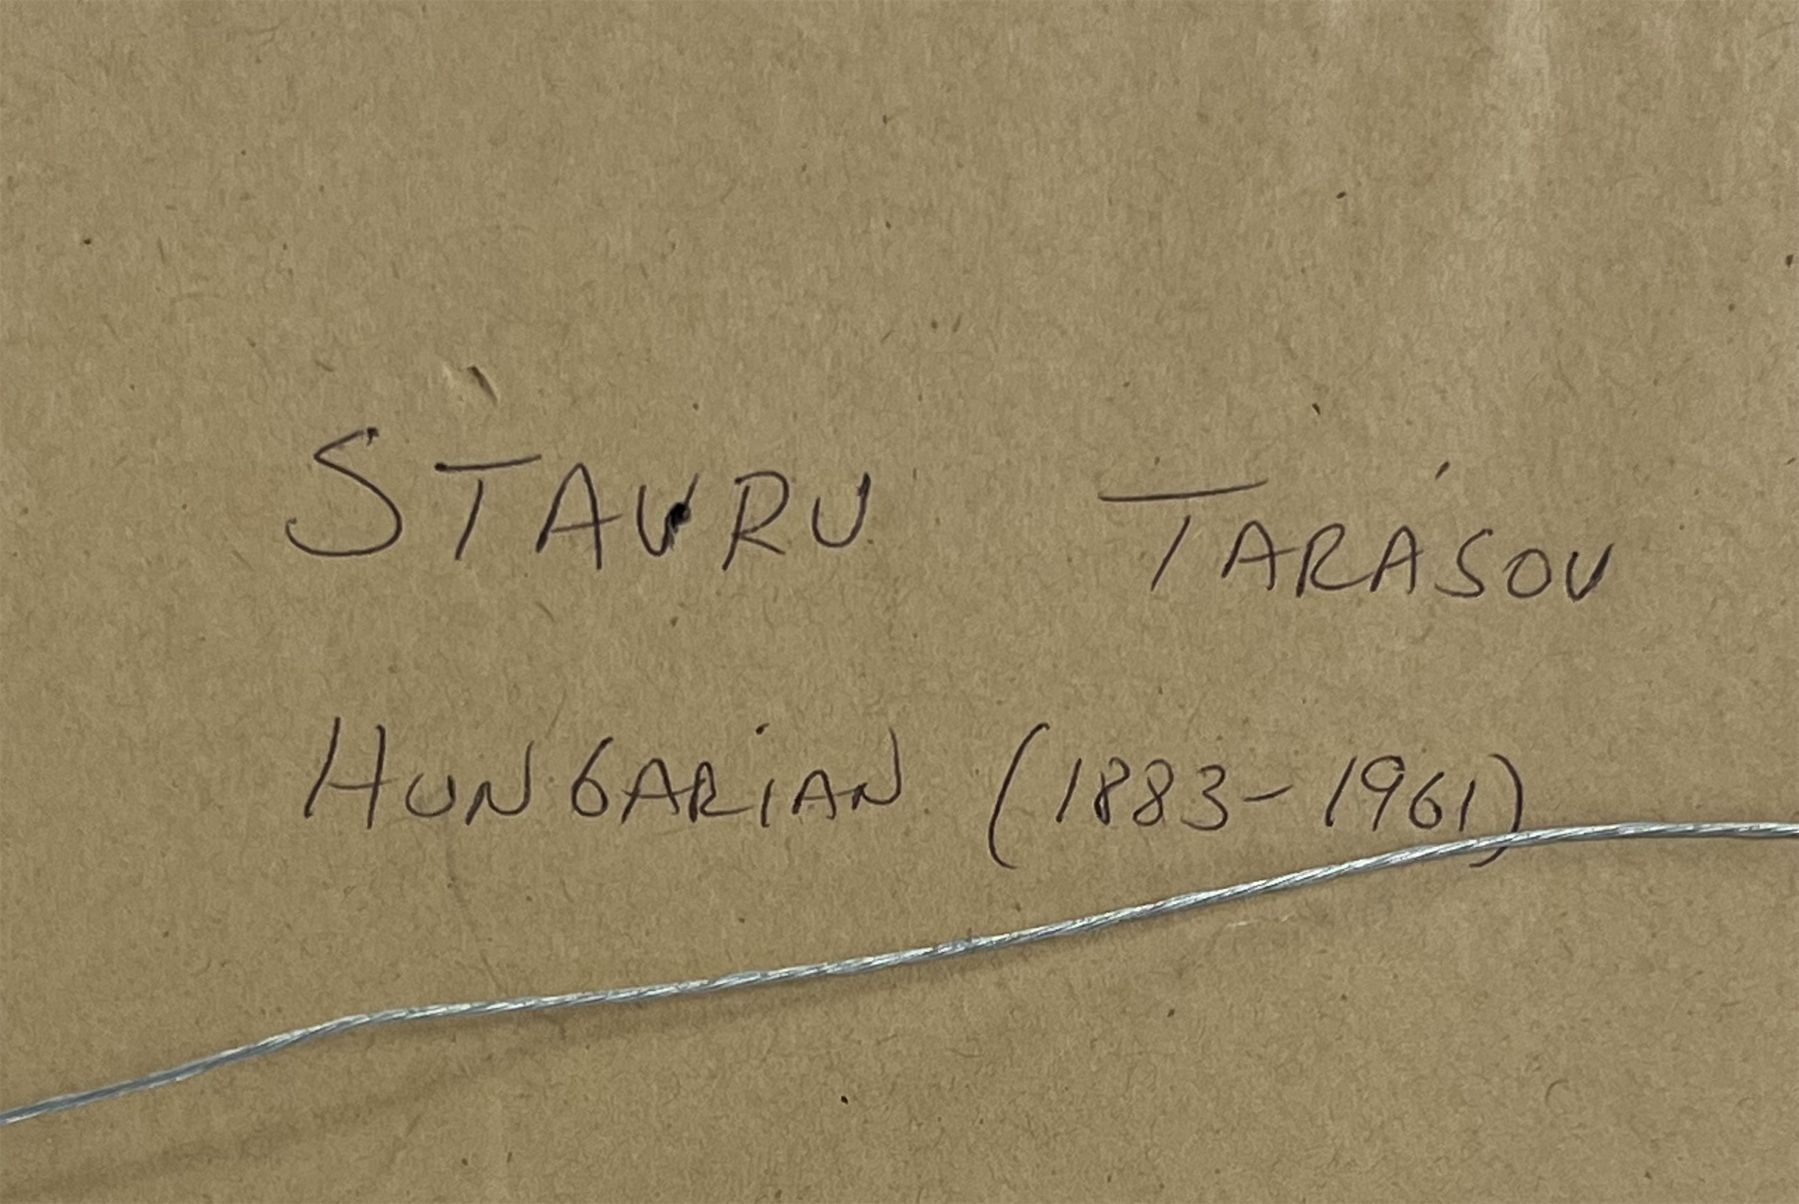 STAVRU TARASOV
HUNGARIAN (1883-1961)